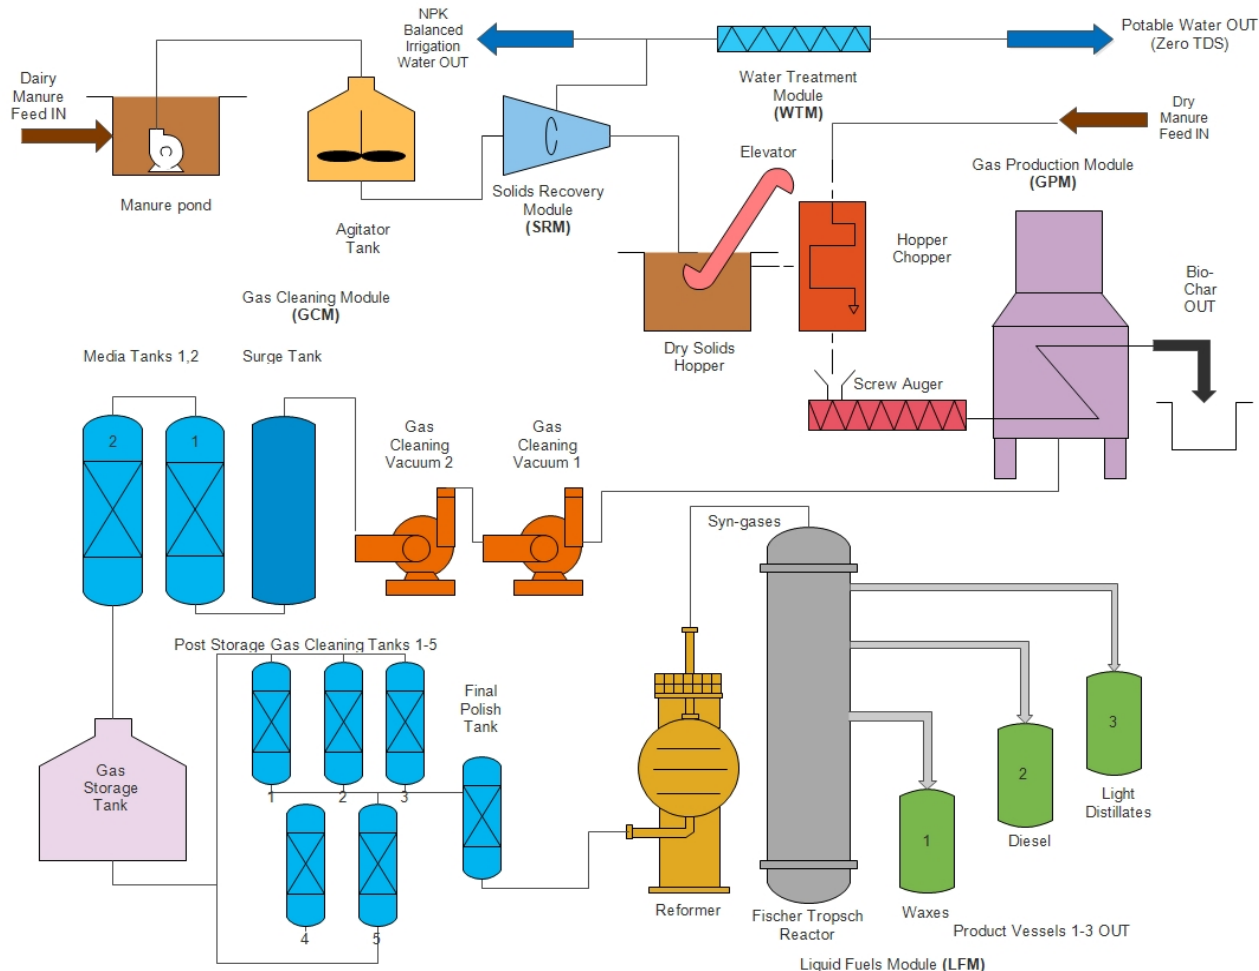 NPK
Balanced
Irrigation
Water OUT
Potable Water OUT
(Zero TDS)
Dairy
Manure
Feed IN
Water Treatment
Module
(WTM)
Dry
Manure
Feed IN
Manure pond
Agitator
Tank
Solids Recovery
Module
(SRM)
Elevator
Gas Production Module
(GPM)
Hopper
Chopper
Bio-
Char
OUT
Gas Cleaning Module
(GCM)
Dry Solids
Hopper
Media Tanks 1,2
Surge Tank
Screw Auger
2
1
Gas
Cleaning
Vacuum 2
Gas
Cleaning
Vacuum 1
Syn-gases
Post Storage Gas Cleaning Tanks 1-5
Final
Polish
Tank
Gas
Storage
Tank
1
2
3
4
5
Reformer
Fischer Tropsch
Reactor
1
Waxes
2
Diesel
3
Light
Distillates
Product Vessels 1-3 OUT
Liquid Fuels Module (LFM)